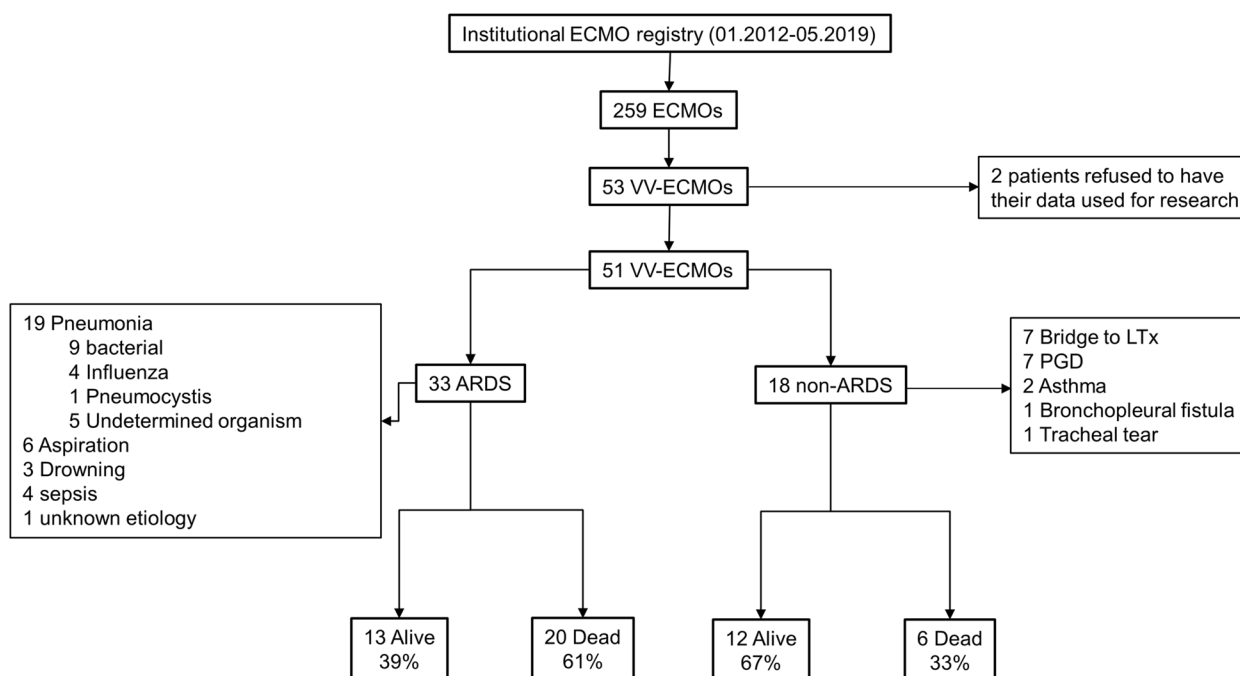 Institutional ECMO registry (01.2012-05.2019)
259 ECMOs
53 VV-ECMOs
2 patients refused to have
their data used for research
51 VV-ECMOs
19 Pneumonia
9 bacterial
4 Influenza
1 Pneumocystis
5 Undetermined organism
6 Aspiration
3 Drowning
4 sepsis
1 unknown etiology
33 ARDS
18 non-ARDS
7 Bridge to LTx
7 PGD
2 Asthma
1 Bronchopleural fistula
1 Tracheal tear
13 Alive
39%
20 Dead
61%
12 Alive
67%
6 Dead
33%